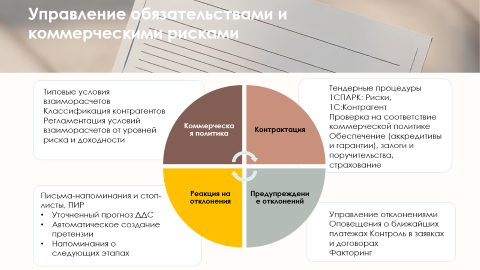 Управление обязательствами и
коммерческими рисками
Типовые условия
взаиморасчетов
Классификация контрагентов
Регламентация условий
взаиморасчетов от уровней
риска и доходности
Коммерческа
я политика
Контрактация
Тендерные процедуры
1СПАРК: Риски,
1С:Контрагент
Проверка на соответствие
коммерческой политике
Обеспечение (аккредитивы
и гарантии), залоги и
поручительства,
страхование
Письма-напоминания и стоп-
листы, ПИР
• Уточненный прогноз ДДС
• Автоматическое создание
претензии
• Напоминания о
следующих этапах
Реакция на
отклонения
Предупреждени
е отклонений
Управление отклонениями
Оповещения о ближайших
платежах Контроль в заявках
и договорах
Факторинг